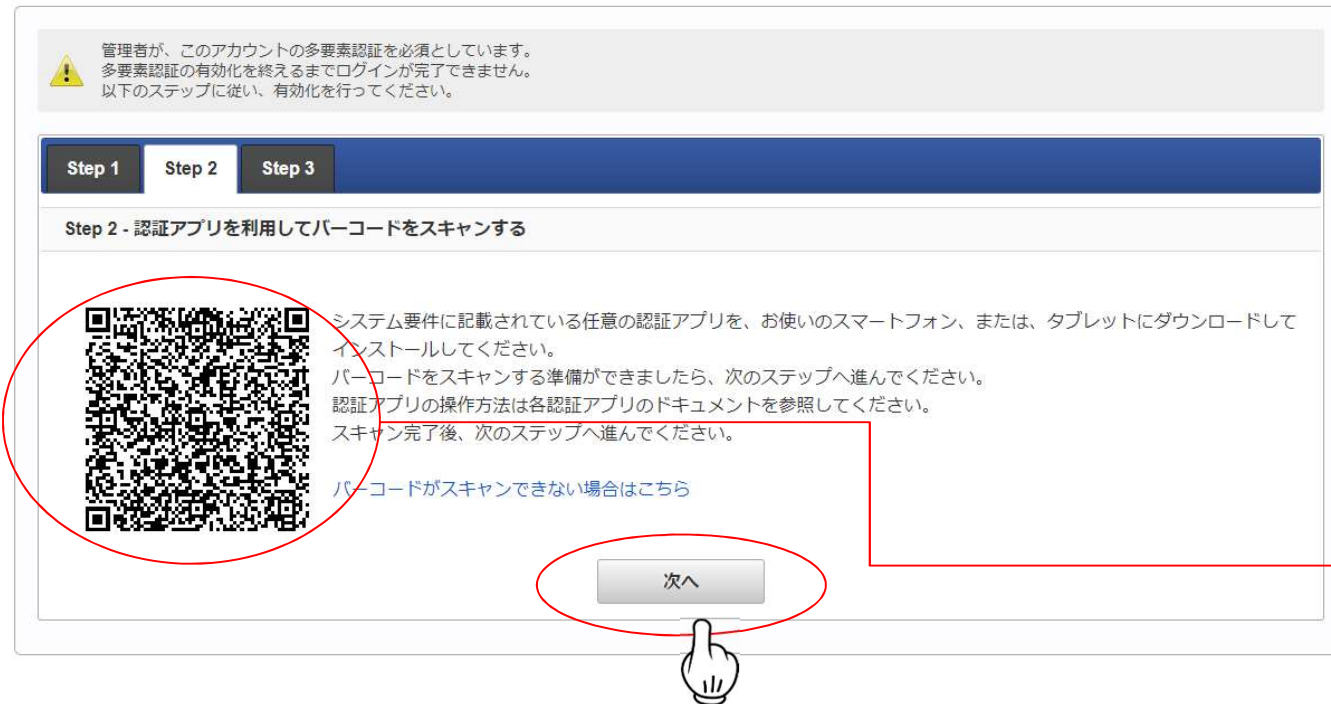 管理者が、このアカウントの多要素認証を必須としています。
多要素認証の有効化を終えるまでログインが完了できません。
以下のステップに従い、有効化を行ってください。
Step 1 Step 2 Step 3
Step 2 - 認証アプリを利用してバーコードをスキャンする
システム要件に記載されている任意の認証アプリを、お使いのスマートフォン、または、タブレットにダウンロードして
インストールしてください。
バーコードをスキャンする準備ができましたら、次のステップへ進んでください。
認証アプリの操作方法は各認証アプリのドキュメントを参照してください。
スキャン完了後、次のステップへ進んでください。
バーコードがスキャンできない場合はこちら
次へ